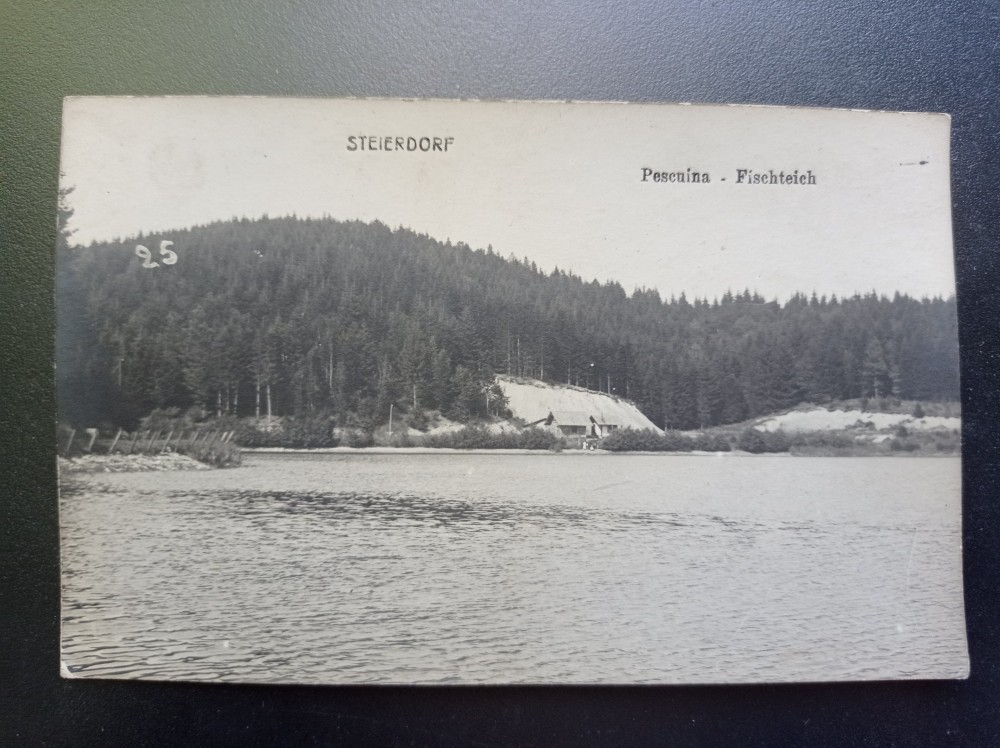 STEIERDORF
Pescuina - Fischteich
25